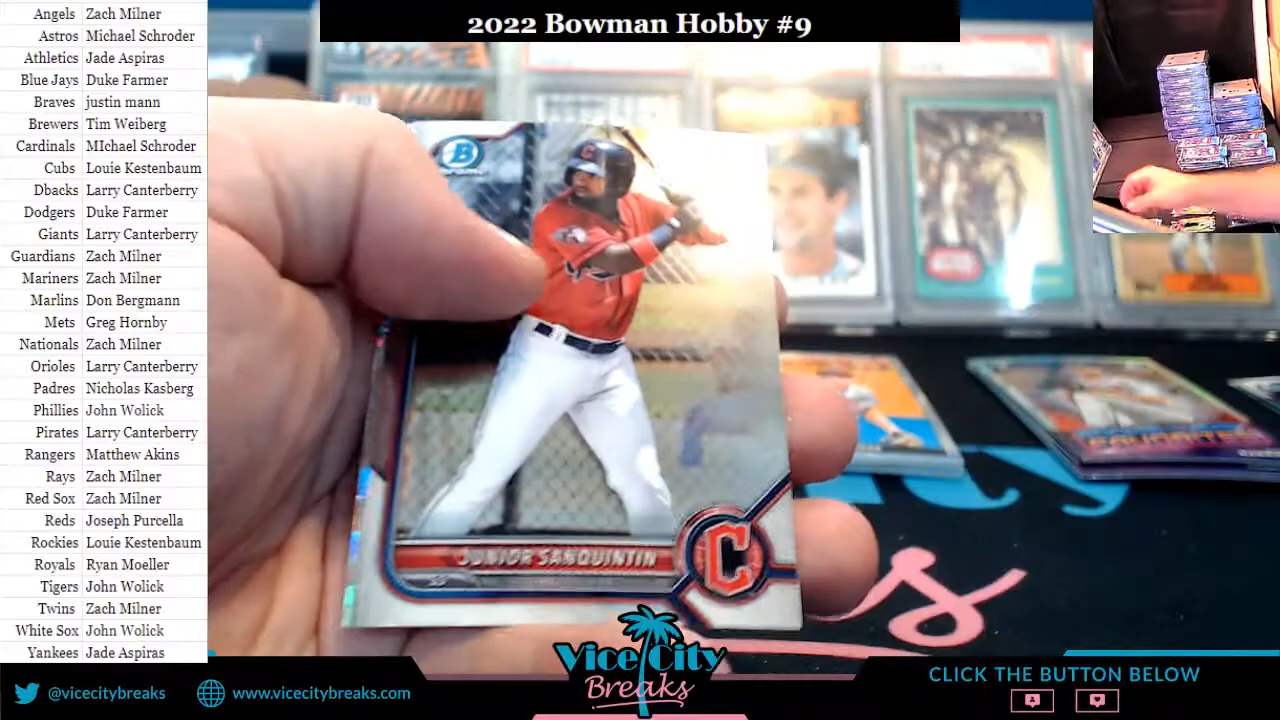 2022 Bowman Hobby #9
Angels Zach Milner
Astros Michael Schroder
Athletics Jade Aspiras
Blue Jays Duke Farmer
Braves justin mann
Brewers Tim Weiberg
Cardinals MIchael Schroder
Cubs Louie Kestenbaum
Dbacks Larry Canterberry
Dodgers Duke Farmer
Giants Larry Canterberry
Guardians Zach Milner
Mariners Zach Milner
Marlins Don Bergmann
Mets Greg Hornby
Nationals Zach Milner
Orioles Larry Canterberry
Padres Nicholas Kasberg
Phillies John Wolick
Pirates Larry Canterberry
Rangers Matthew Akins
Rays Zach Milner
Red Sox Zach Milner
Reds Joseph Purcella
Rockies Louie Kestenbaum
Royals Ryan Moeller
Tigers John Wolick
Twins Zach Milner
White Sox John Wolick
Yankees Jade Aspiras
B
C
JUNIOR SANQUINTIN
SS
C
FAVORITES
Vice City
Breaks
@vicecitybreaks
www.vicecitybreaks.com
CLICK THE BUTTON BELOW